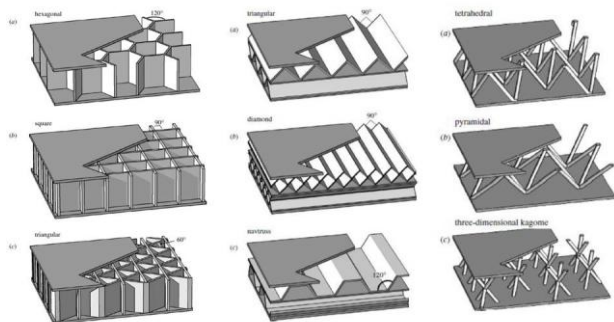 hexagonal
(a)
120°
triangular
(a)
90°
tetrahedral
(a)
square
(b)
90°
diamond
(b)
90°
pyramidal
(b)
triangular
(c)
60°
navtruss
(c)
120°
three-dimensional kagome
(c)